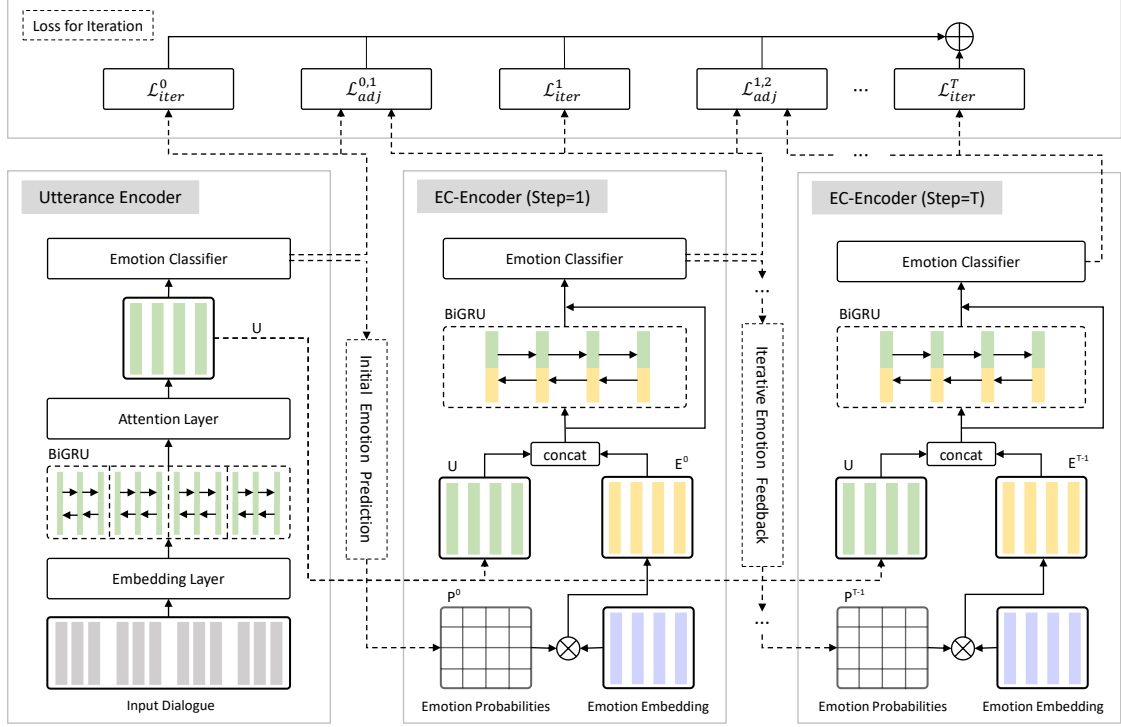 Loss for Iteration
ℒ⁰iter
ℒ⁰,¹adj
ℒ¹iter
ℒ¹,²adj
...
ℒᵀiter
...
Utterance Encoder
Emotion Classifier
U
Attention Layer
BiGRU
Embedding Layer
Input Dialogue
Initial Emotion Prediction
EC-Encoder (Step=1)
Emotion Classifier
BiGRU
concat
U
E⁰
P⁰
Emotion Probabilities
Emotion Embedding
...
Iterative Emotion Feedback
...
EC-Encoder (Step=T)
Emotion Classifier
BiGRU
concat
U
Eᵀ⁻¹
Pᵀ⁻¹
Emotion Probabilities
Emotion Embedding